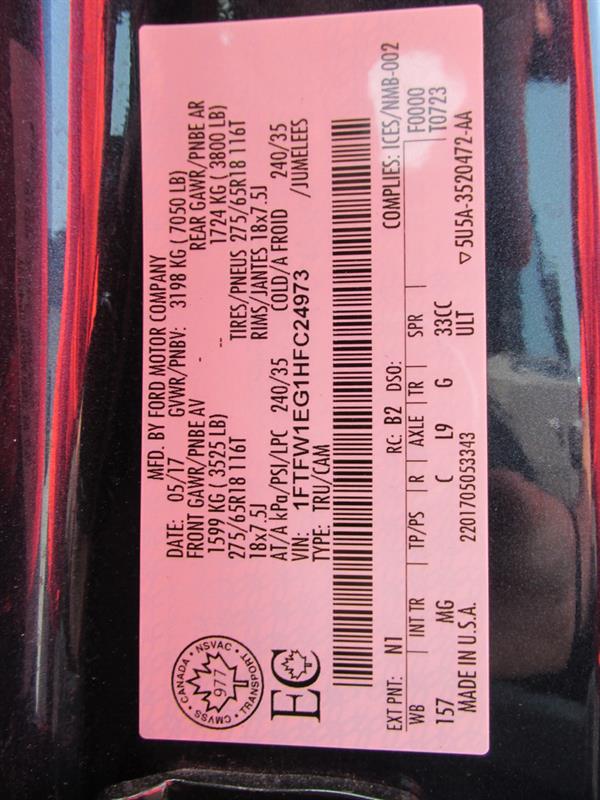 MFD. BY FORD MOTOR COMPANY
DATE: 05/17 GVWR/PNBV: 3198 KG ( 7050 LB)
FRONT GAWR/PNBE AV REAR GAWR/PNBE AR
1599 KG ( 3525 LB) 1724 KG ( 3800 LB)
275/65R18 116T TIRES/PNEUS 275/65R18 116T
18x7.5J RIMS/JANTES 18x7.5J
AT/A kPa/PSI/LPC 240/35 COLD/A FROID 240/35
VIN: 1FTFW1EG1HFC24973 /JUMELEES
TYPE: TRU/CAM
CMVSS • CANADA • NSVAC • TRANSPORT
977
EC
EXT PNT: N1 RC: B2 DSO: COMPLIES: ICES/NMB-002
WB INT TR TP/PS R AXLE TR SPR F0000
T0723
157 MG C L9 G 33CC
ULT
MADE IN U.S.A. 2201705053343 ▽5U5A-3520472-AA